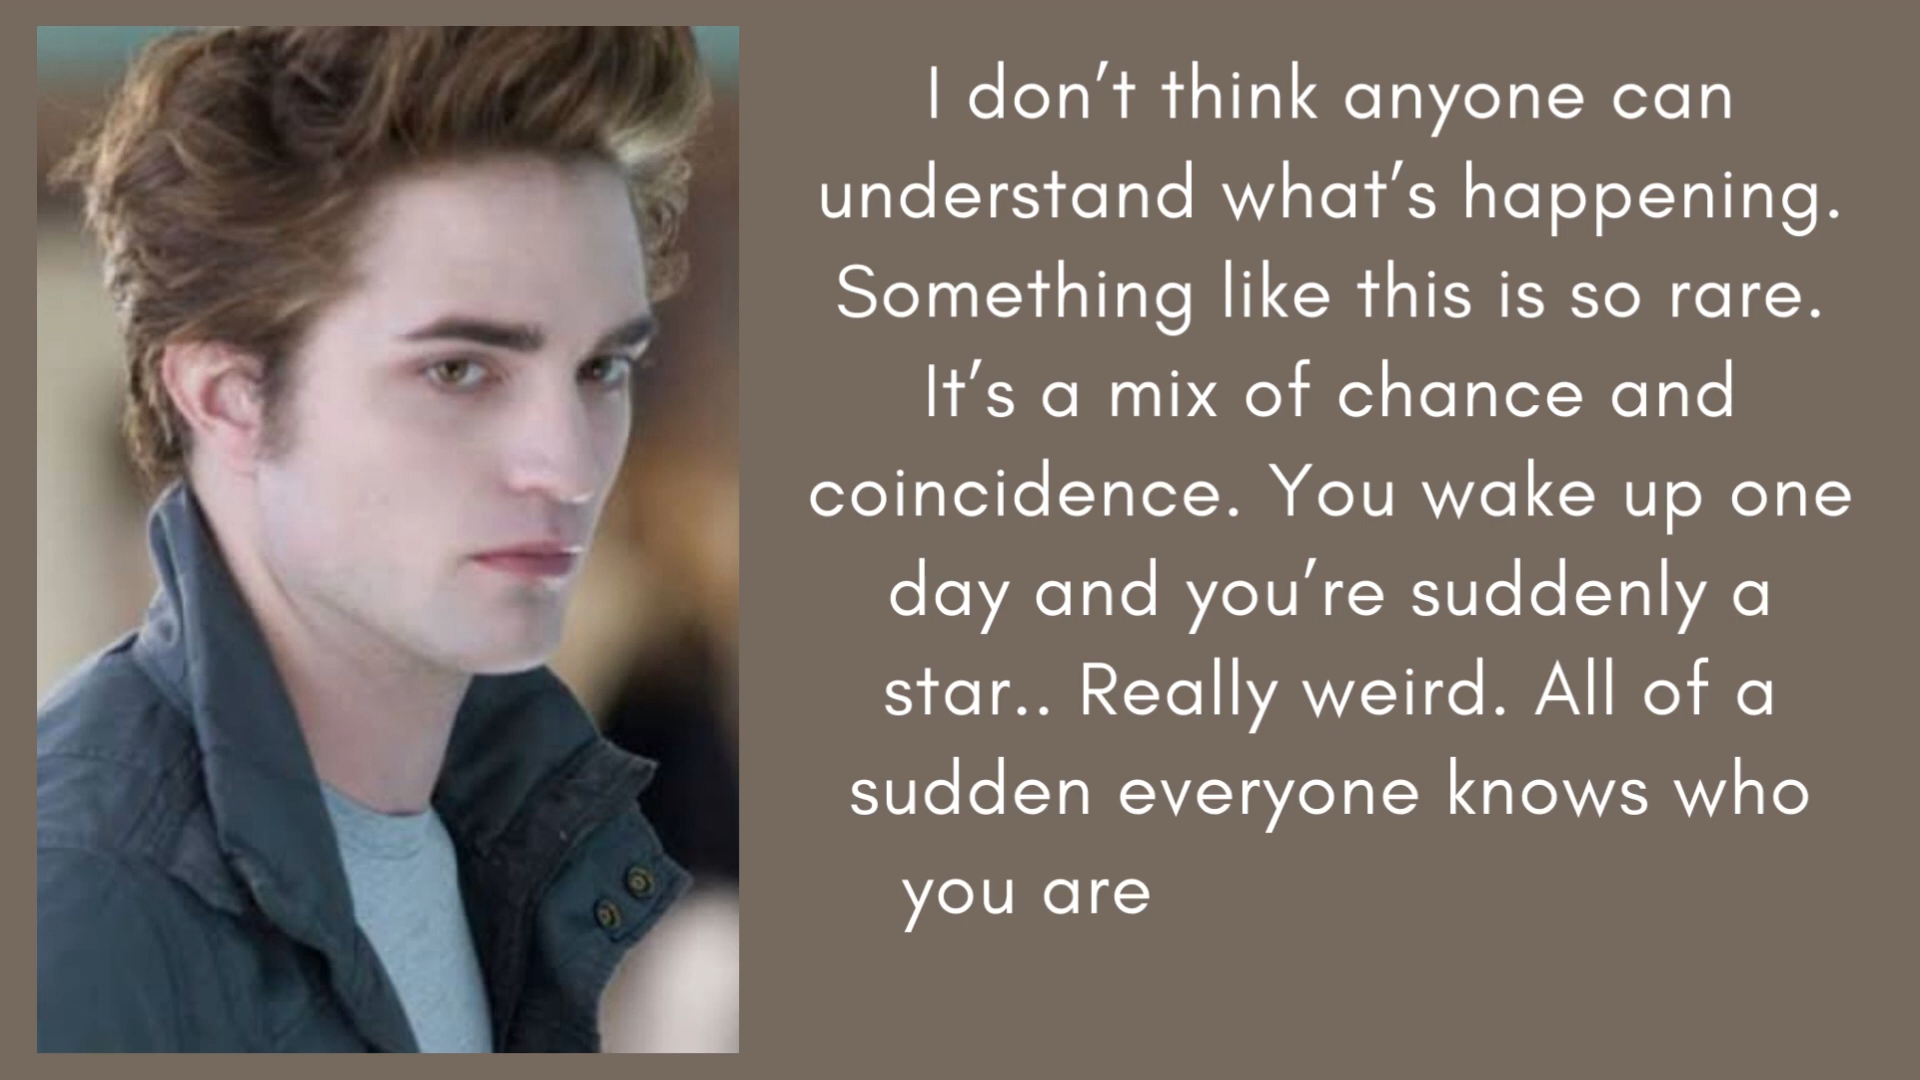 I don’t think anyone can
understand what’s happening.
Something like this is so rare.
It’s a mix of chance and
coincidence. You wake up one
day and you’re suddenly a
star.. Really weird. All of a
sudden everyone knows who
you are